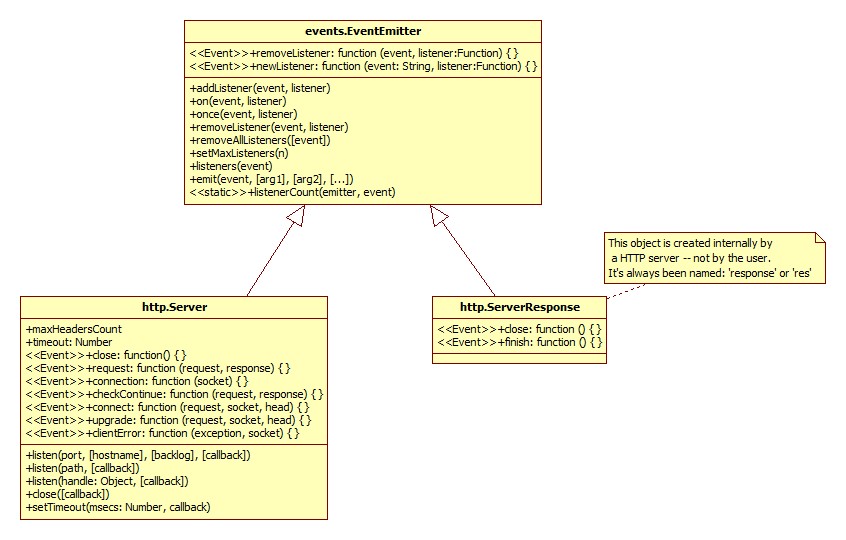 events.EventEmitter
<<Event>>+removeListener: function (event, listener:Function) {}
<<Event>>+newListener: function (event: String, listener:Function) {}
+addListener(event, listener)
+on(event, listener)
+once(event, listener)
+removeListener(event, listener)
+removeAllListeners([event])
+setMaxListeners(n)
+listeners(event)
+emit(event, [arg1], [arg2], [...])
<<static>>+listenerCount(emitter, event)
This object is created internally by
a HTTP server -- not by the user.
It's always been named: 'response' or 'res'
http.Server
+maxHeadersCount
+timeout: Number
<<Event>>+close: function() {}
<<Event>>+request: function (request, response) {}
<<Event>>+connection: function (socket) {}
<<Event>>+checkContinue: function (request, response) {}
<<Event>>+connect: function (request, socket, head) {}
<<Event>>+upgrade: function (request, socket, head) {}
<<Event>>+clientError: function (exception, socket) {}
+listen(port, [hostname], [backlog], [callback])
+listen(path, [callback])
+listen(handle: Object, [callback])
+close([callback])
+setTimeout(msecs: Number, callback)
http.ServerResponse
<<Event>>+close: function () {}
<<Event>>+finish: function () {}